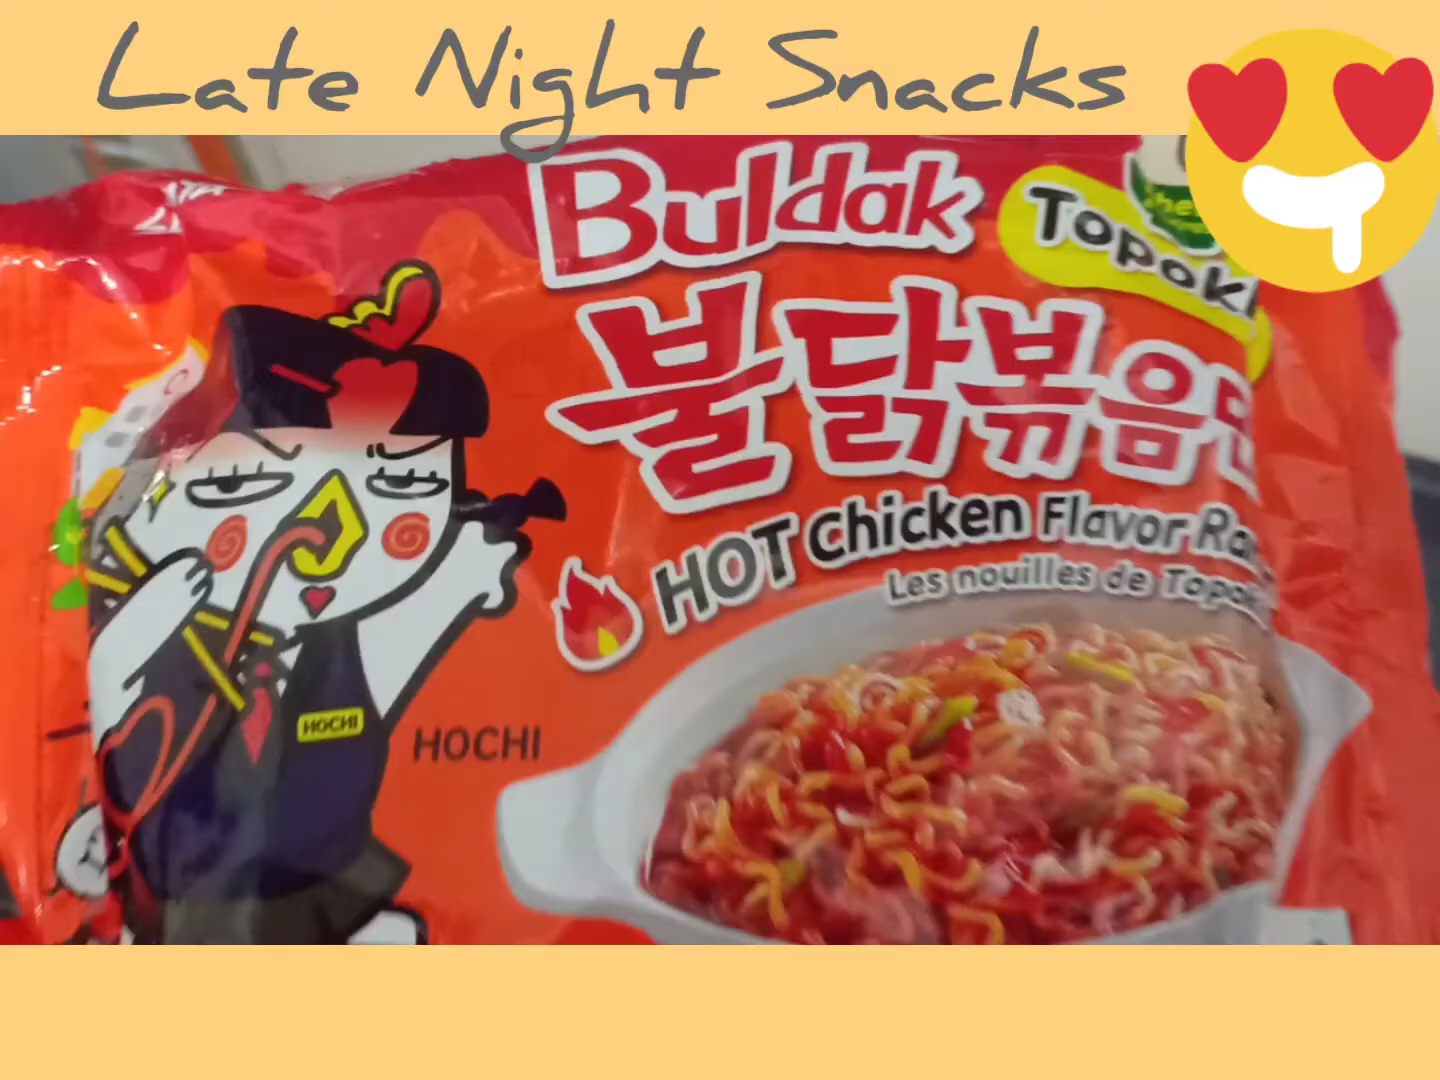 Late Night Snacks
Buldak
Topoki
불닭볶음
HOT Chicken Flavor
Les nouilles de
HOCHI
HOCHI